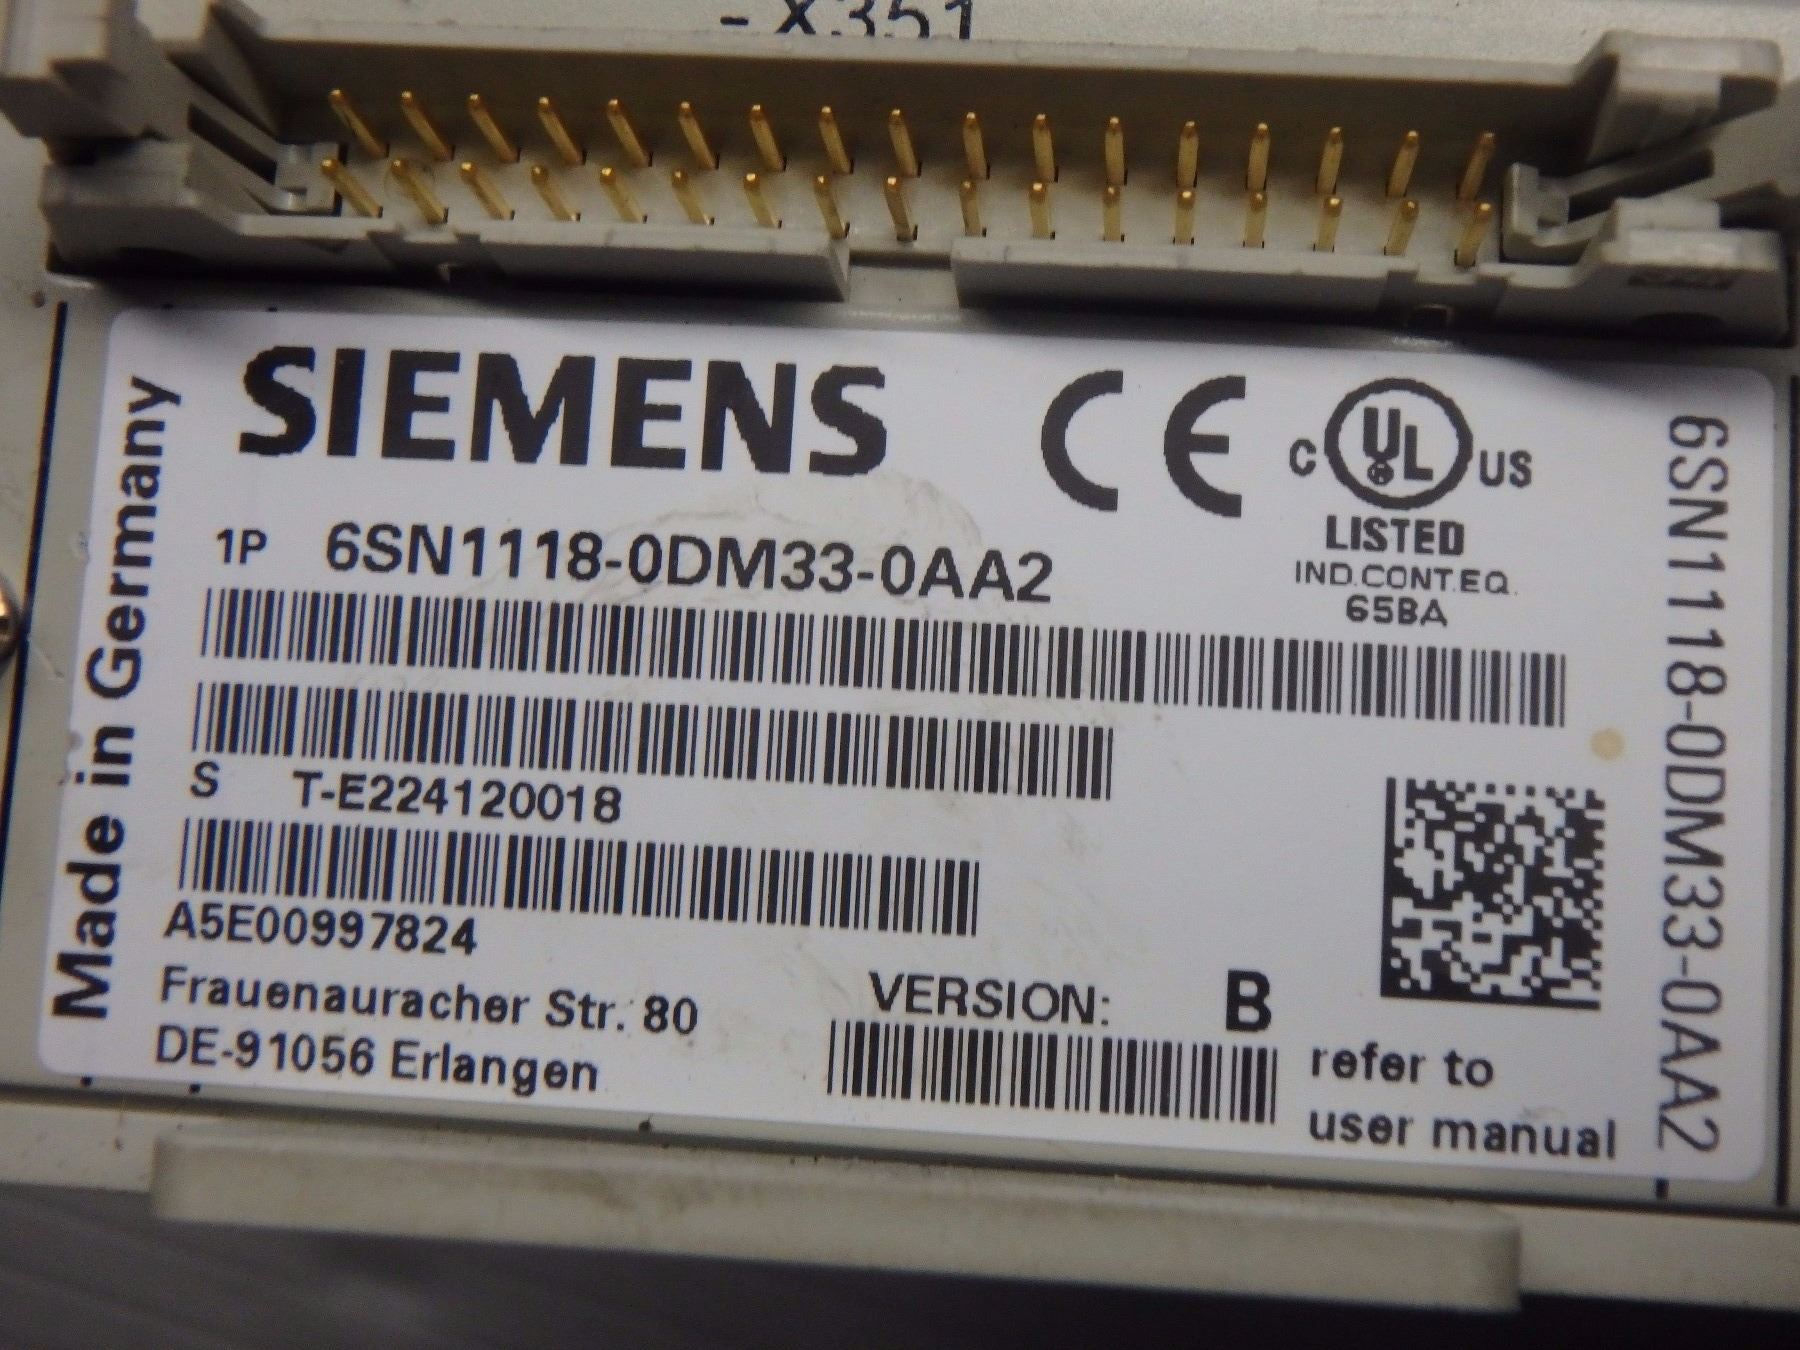 -X351
SIEMENS
CE
C UL US
LISTED
IND.CONT.EQ.
65BA
1P 6SN1118-0DM33-0AA2
S T-E224120018
A5E00997824
Frauenauracher Str. 80
DE-91056 Erlangen
VERSION: B
refer to
user manual
Made in Germany
6SN1118-0DM33-0AA2